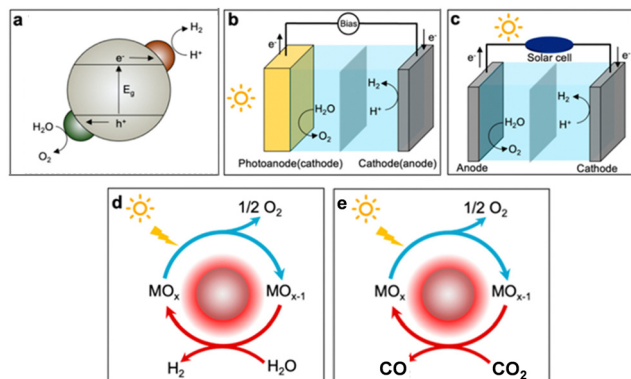 a
H₂
H⁺
e⁻
E_g
h⁺
H₂O
O₂
b
Bias
e⁻
e⁻
H₂
H₂O
H⁺
O₂
Photoanode(cathode)
Cathode(anode)
c
Solar cell
e⁻
e⁻
H₂
H₂O
H⁺
O₂
Anode
Cathode
d
1/2 O₂
MOₓ
MOₓ₋₁
H₂
H₂O
e
1/2 O₂
MOₓ
MOₓ₋₁
CO
CO₂